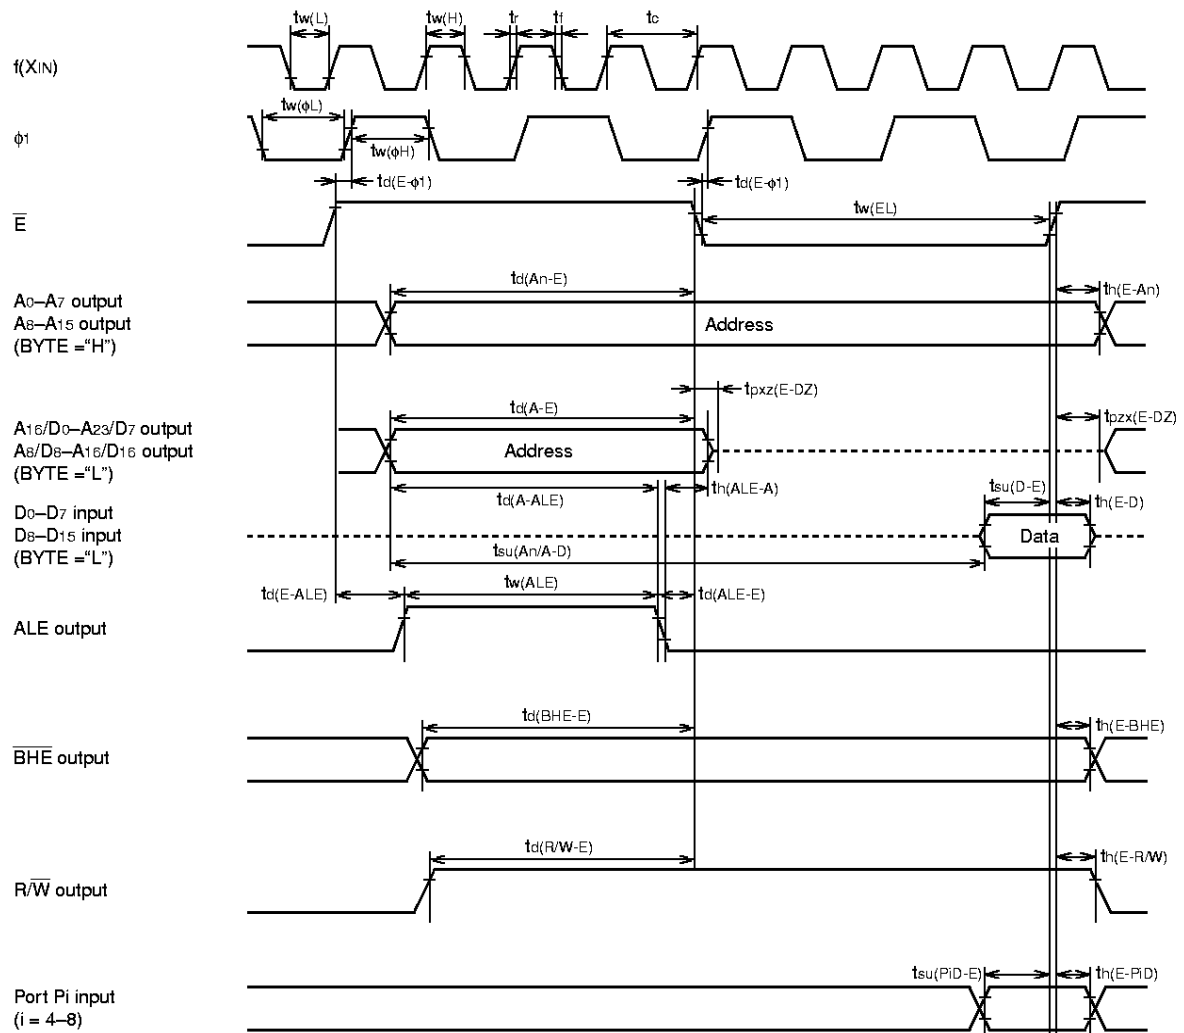 tw(L) tw(H) tr tf tc
f(XIN)
tw(ϕL)
ϕ1
tw(ϕH)
td(E-ϕ1) td(E-ϕ1)
E̅ tw(EL)
td(An-E)
A0–A7 output
A8–A15 output
(BYTE ="H")
Address
th(E-An)
tpxz(E-DZ)
td(A-E)
tpzx(E-DZ)
A16/D0–A23/D7 output
A8/D8–A16/D16 output
(BYTE ="L")
Address
td(A-ALE) th(ALE-A) tsu(D-E) th(E-D)
D0–D7 input
D8–D15 input
(BYTE ="L")
Data
tsu(An/A-D)
td(E-ALE) tw(ALE) td(ALE-E)
ALE output
td(BHE-E) th(E-BHE)
B̅H̅E̅ output
td(R/W-E) th(E-R/W)
R/W̅ output
tsu(PiD-E) th(E-PiD)
Port Pi input
(i = 4–8)